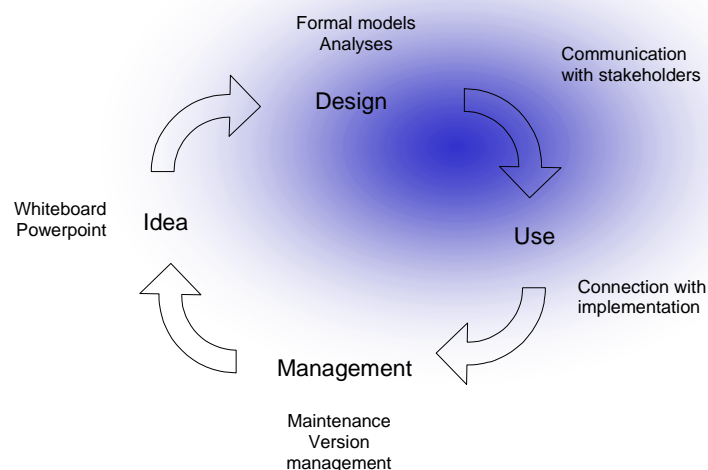 Formal models
Analyses
Design
Communication
with stakeholders
Whiteboard
Powerpoint
Idea
Use
Connection with
implementation
Management
Maintenance
Version
management